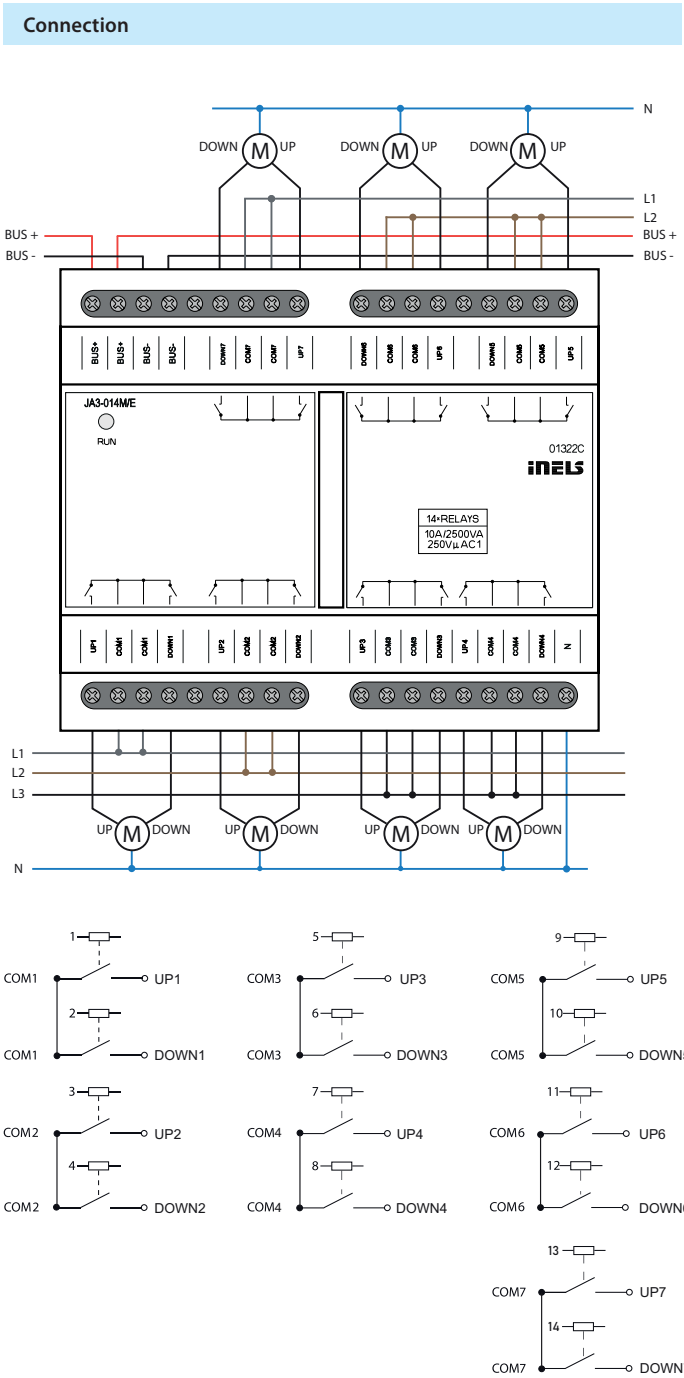 Connection
N
DOWN M UP DOWN M UP DOWN M UP
L1
L2
BUS + BUS +
BUS - BUS -
BUS+ BUS+ BUS- BUS- DOWN7 COM7 COM7 UP7 DOWN6 COM6 COM6 UP6 DOWN5 COM5 COM5 UP5
JA3-014M/E
RUN
01322C
iNELS
14×RELAYS
10A/2500VA
250Vµ AC1
UP1 COM1 COM1 DOWN1 UP2 COM2 COM2 DOWN2 UP3 COM3 COM3 DOWN3 UP4 COM4 COM4 DOWN4 N
L1
L2
L3
UP M DOWN UP M DOWN UP M DOWN UP M DOWN
N
1 5 9
COM1 UP1 COM3 UP3 COM5 UP5
2 6 10
COM1 DOWN1 COM3 DOWN3 COM5 DOWN5
3 7 11
COM2 UP2 COM4 UP4 COM6 UP6
4 8 12
COM2 DOWN2 COM4 DOWN4 COM6 DOWN6
13
COM7 UP7
14
COM7 DOWN